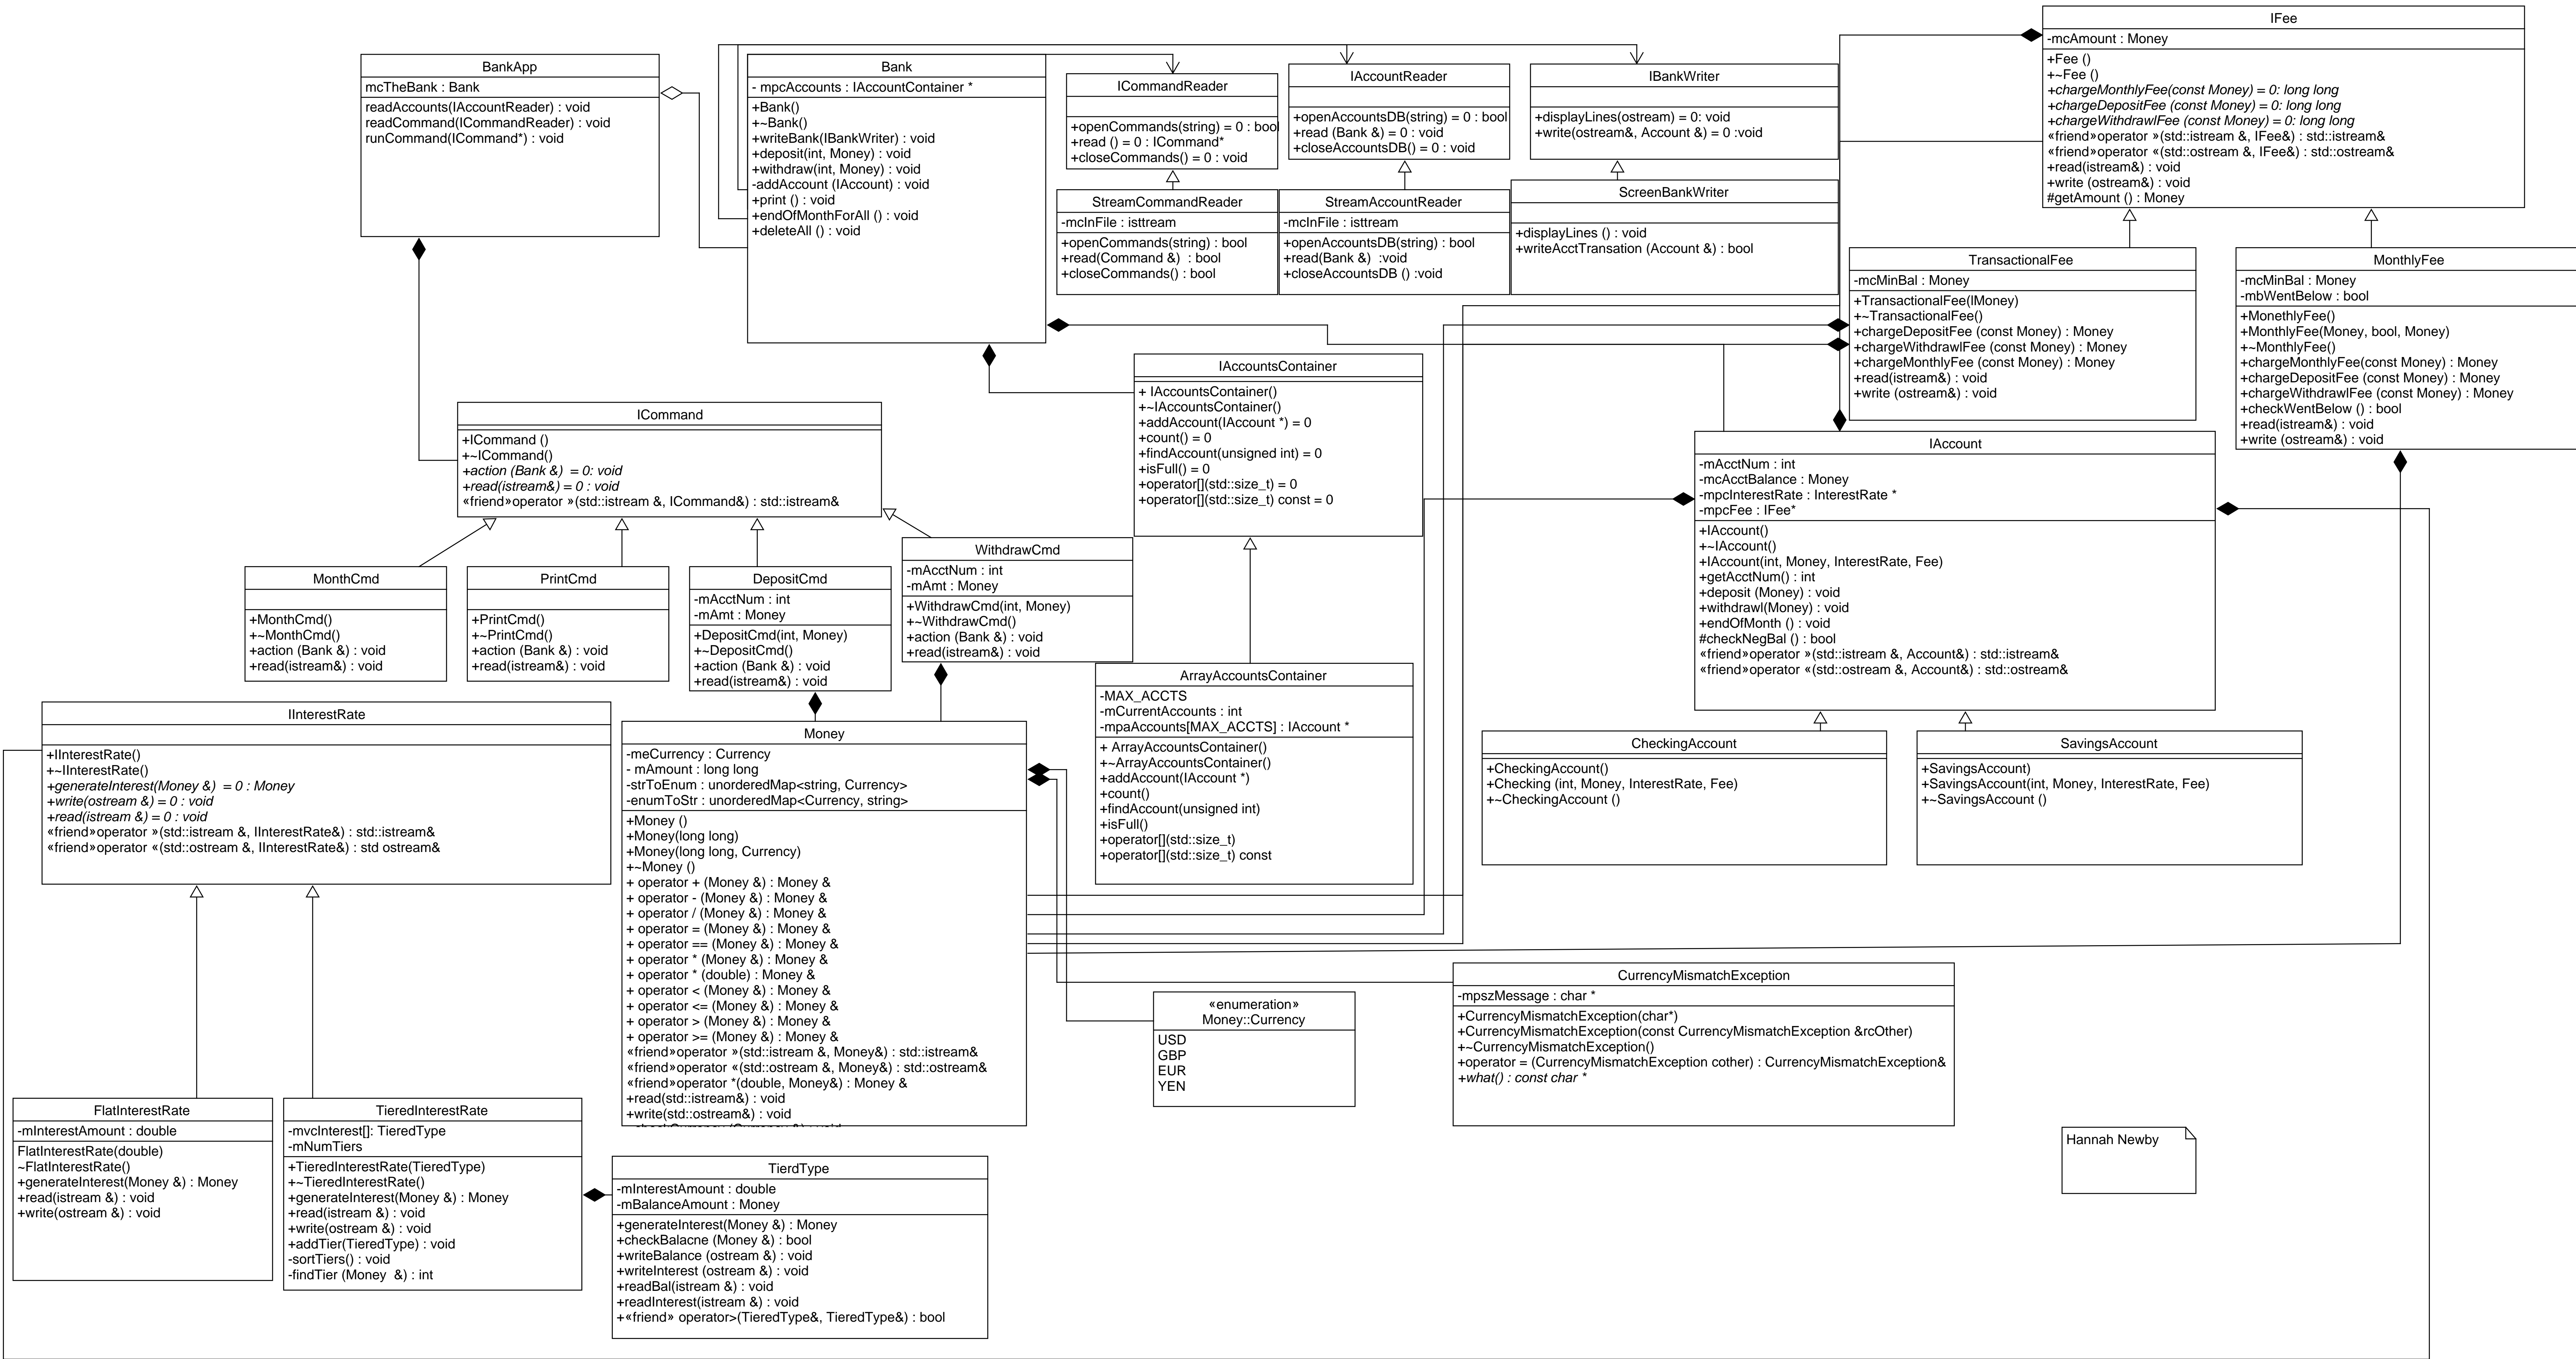 BankApp
mcTheBank : Bank
readAccounts(IAccountReader) : void
readCommand(ICommandReader) : void
runCommand(ICommand*) : void
Bank
- mpcAccounts : IAccountContainer *
+Bank()
+~Bank()
+writeBank(IBankWriter) : void
+deposit(int, Money) : void
+withdraw(int, Money) : void
-addAccount (IAccount) : void
+print () : void
+endOfMonthForAll () : void
+deleteAll () : void
ICommandReader
+openCommands(string) = 0 : bool
+read () = 0 : ICommand*
+closeCommands() = 0 : void
IAccountReader
+openAccountsDB(string) = 0 : bool
+read (Bank &) = 0 : void
+closeAccountsDB() = 0 : void
IBankWriter
+displayLines(ostream) = 0: void
+write(ostream&, Account &) = 0 :void
IFee
-mcAmount : Money
+Fee ()
+~Fee ()
+chargeMonthlyFee(const Money) = 0: long long
+chargeDepositFee (const Money) = 0: long long
+chargeWithdrawlFee (const Money) = 0: long long
«friend»operator »(std::istream &, IFee&) : std::istream&
«friend»operator «(std::ostream &, IFee&) : std::ostream&
+read(istream&) : void
+write (ostream&) : void
#getAmount () : Money
StreamCommandReader
-mcInFile : isttream
+openCommands(string) : bool
+read(Command &)  : bool
+closeCommands() : bool
StreamAccountReader
-mcInFile : isttream
+openAccountsDB(string) : bool
+read(Bank &)  :void
+closeAccountsDB () :void
ScreenBankWriter
+displayLines () : void
+writeAcctTransation (Account &) : bool
TransactionalFee
-mcMinBal : Money
+TransactionalFee(lMoney)
+~TransactionalFee()
+chargeDepositFee (const Money) : Money
+chargeWithdrawlFee (const Money) : Money
+chargeMonthlyFee (const Money) : Money
+read(istream&) : void
+write (ostream&) : void
MonthlyFee
-mcMinBal : Money
-mbWentBelow : bool
+MonethlyFee()
+MonthlyFee(Money, bool, Money)
+~MonthlyFee()
+chargeMonthlyFee(const Money) : Money
+chargeDepositFee (const Money) : Money
+chargeWithdrawlFee (const Money) : Money
+checkWentBelow () : bool
+read(istream&) : void
+write (ostream&) : void
IAccountsContainer
+ IAccountsContainer()
+~IAccountsContainer()
+addAccount(IAccount *) = 0
+count() = 0
+findAccount(unsigned int) = 0
+isFull() = 0
+operator[](std::size_t) = 0
+operator[](std::size_t) const = 0
ICommand
+ICommand ()
+~ICommand()
+action (Bank &)  = 0: void
+read(istream&) = 0 : void
«friend»operator »(std::istream &, ICommand&) : std::istream&
IAccount
-mAcctNum : int
-mcAcctBalance : Money
-mpcInterestRate : InterestRate *
-mpcFee : IFee*
+IAccount()
+~IAccount()
+IAccount(int, Money, InterestRate, Fee)
+getAcctNum() : int
+deposit (Money) : void
+withdrawl(Money) : void
+endOfMonth () : void
#checkNegBal () : bool
«friend»operator »(std::istream &, Account&) : std::istream&
«friend»operator «(std::ostream &, Account&) : std::ostream&
MonthCmd
+MonthCmd()
+~MonthCmd()
+action (Bank &) : void
+read(istream&) : void
PrintCmd
+PrintCmd()
+~PrintCmd()
+action (Bank &) : void
+read(istream&) : void
DepositCmd
-mAcctNum : int
-mAmt : Money
+DepositCmd(int, Money)
+~DepositCmd()
+action (Bank &) : void
+read(istream&) : void
WithdrawCmd
-mAcctNum : int
-mAmt : Money
+WithdrawCmd(int, Money)
+~WithdrawCmd()
+action (Bank &) : void
+read(istream&) : void
ArrayAccountsContainer
-MAX_ACCTS
-mCurrentAccounts : int
-mpaAccounts[MAX_ACCTS] : IAccount *
+ ArrayAccountsContainer()
+~ArrayAccountsContainer()
+addAccount(IAccount *)
+count()
+findAccount(unsigned int)
+isFull()
+operator[](std::size_t)
+operator[](std::size_t) const
IInterestRate
+IInterestRate()
+~IInterestRate()
+generateInterest(Money &)  = 0 : Money
+write(ostream &) = 0 : void
+read(istream &) = 0 : void
«friend»operator »(std::istream &, IInterestRate&) : std::istream&
«friend»operator «(std::ostream &, IInterestRate&) : std ostream&
Money
-meCurrency : Currency
- mAmount : long long
-strToEnum : unorderedMap<string, Currency>
-enumToStr : unorderedMap<Currency, string>
+Money ()
+Money(long long)
+Money(long long, Currency)
+~Money ()
+ operator + (Money &) : Money &
+ operator - (Money &) : Money &
+ operator / (Money &) : Money &
+ operator = (Money &) : Money &
+ operator == (Money &) : Money &
+ operator * (Money &) : Money &
+ operator * (double) : Money &
+ operator < (Money &) : Money &
+ operator <= (Money &) : Money &
+ operator > (Money &) : Money &
+ operator >= (Money &) : Money &
«friend»operator »(std::istream &, Money&) : std::istream&
«friend»operator «(std::ostream &, Money&) : std::ostream&
«friend»operator *(double, Money&) : Money &
+read(std::istream&) : void
+write(std::ostream&) : void
CheckingAccount
+CheckingAccount()
+Checking (int, Money, InterestRate, Fee)
+~CheckingAccount ()
SavingsAccount
+SavingsAccount)
+SavingsAccount(int, Money, InterestRate, Fee)
+~SavingsAccount ()
CurrencyMismatchException
-mpszMessage : char *
+CurrencyMismatchException(char*)
+CurrencyMismatchException(const CurrencyMismatchException &rcOther)
+~CurrencyMismatchException()
+operator = (CurrencyMismatchException cother) : CurrencyMismatchException&
+what() : const char *
«enumeration»
Money::Currency
USD
GBP
EUR
YEN
FlatInterestRate
-mInterestAmount : double
FlatInterestRate(double)
~FlatInterestRate()
+generateInterest(Money &) : Money
+read(istream &) : void
+write(ostream &) : void
TieredInterestRate
-mvcInterest[]: TieredType
-mNumTiers
+TieredInterestRate(TieredType)
+~TieredInterestRate()
+generateInterest(Money &) : Money
+read(istream &) : void
+write(ostream &) : void
+addTier(TieredType) : void
-sortTiers() : void
-findTier (Money  &) : int
TierdType
-mInterestAmount : double
-mBalanceAmount : Money
+generateInterest(Money &) : Money
+checkBalacne (Money &) : bool
+writeBalance (ostream &) : void
+writeInterest (ostream &) : void
+readBal(istream &) : void
+readInterest(istream &) : void
+«friend» operator>(TieredType&, TieredType&) : bool
Hannah Newby